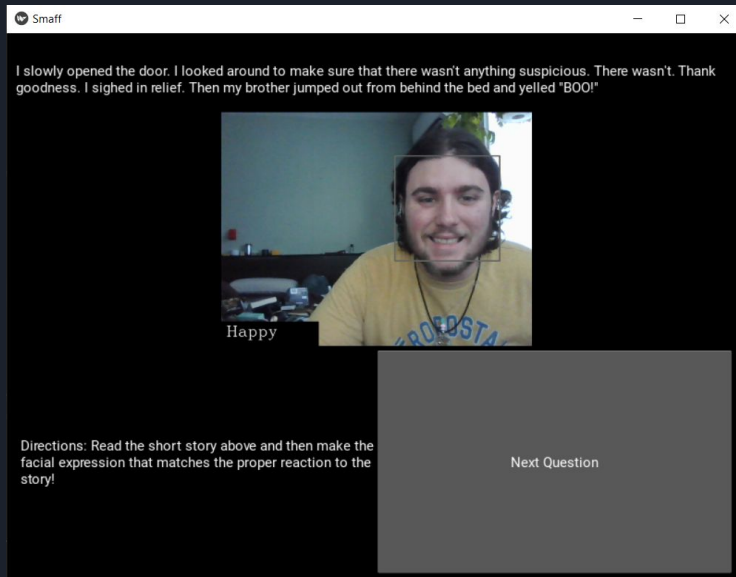 Smaff
I slowly opened the door. I looked around to make sure that there wasn't anything suspicious. There wasn't. Thank
goodness. I sighed in relief. Then my brother jumped out from behind the bed and yelled "BOO!"
EROPOSTA
Happy
Directions: Read the short story above and then make the
facial expression that matches the proper reaction to the
story!
Next Question